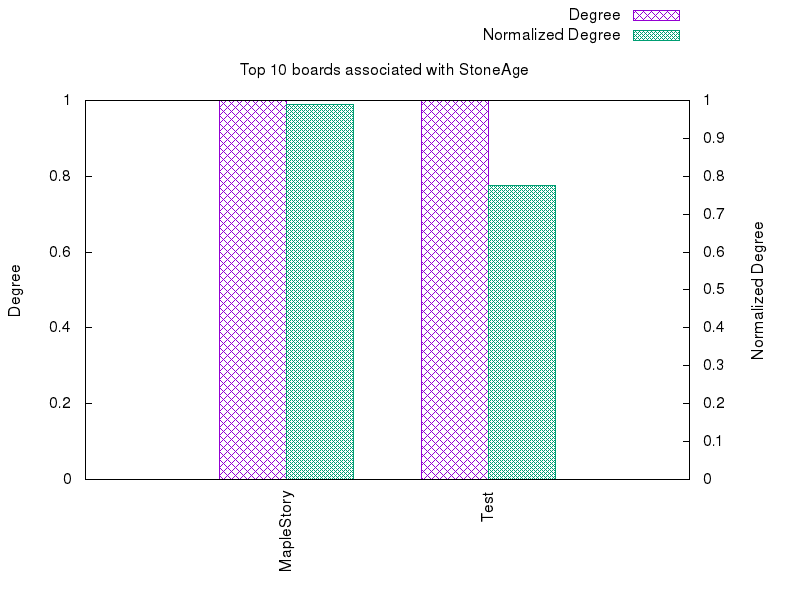 Degree
Normalized Degree
Top 10 boards associated with StoneAge
1
0.8
0.6
0.4
0.2
0
1
0.9
0.8
0.7
0.6
0.5
0.4
0.3
0.2
0.1
0
Degree
Normalized Degree
MapleStory
Test